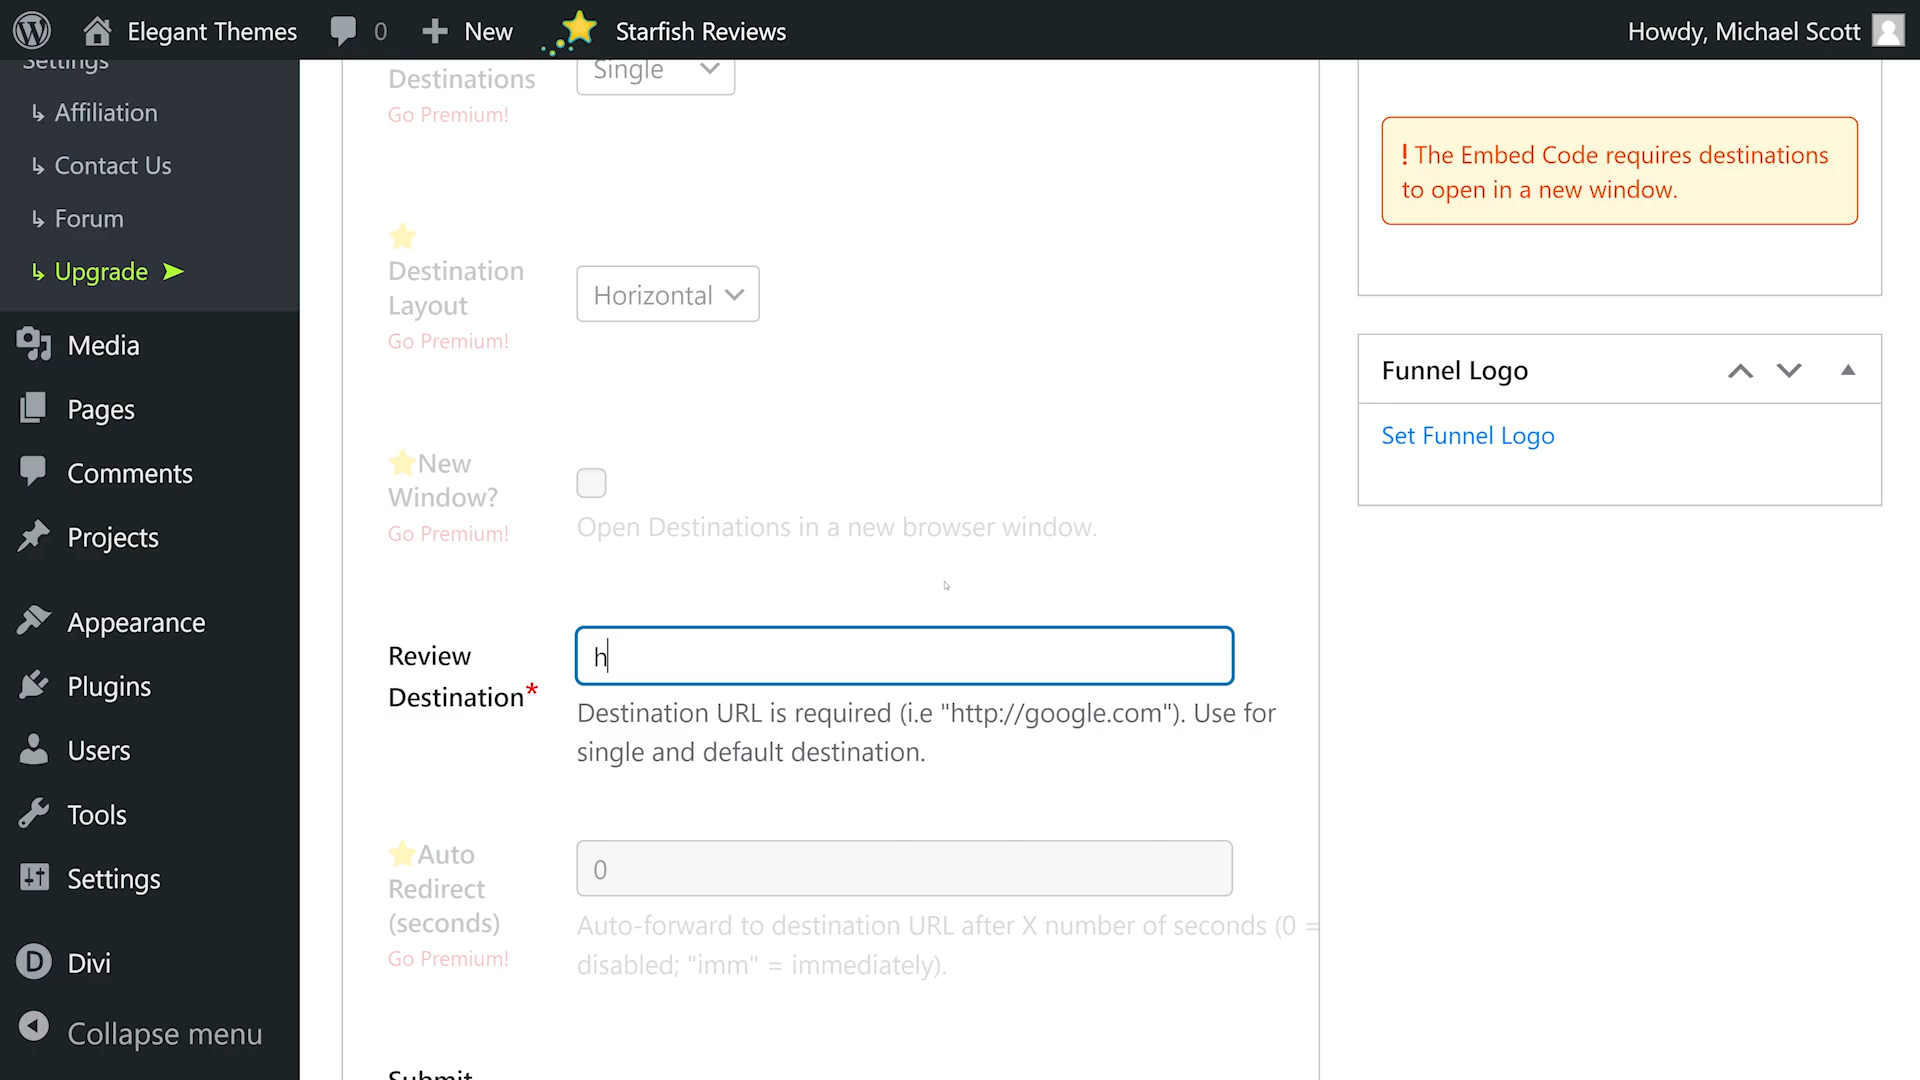 Elegant Themes
0
New
Starfish Reviews
Howdy, Michael Scott
Settings
↳ Affiliation
↳ Contact Us
↳ Forum
↳ Upgrade ➤
Media
Pages
Comments
Projects
Appearance
Plugins
Users
Tools
Settings
Divi
Collapse menu
Destinations
Go Premium!
Single
Destination
Layout
Go Premium!
Horizontal
New
Window?
Go Premium!
Open Destinations in a new browser window.
Review
Destination*
h
Destination URL is required (i.e "http://google.com"). Use for
single and default destination.
Auto
Redirect
(seconds)
Go Premium!
0
Auto-forward to destination URL after X number of seconds (0 =
disabled; "imm" = immediately).
Submit
! The Embed Code requires destinations
to open in a new window.
Funnel Logo
Set Funnel Logo